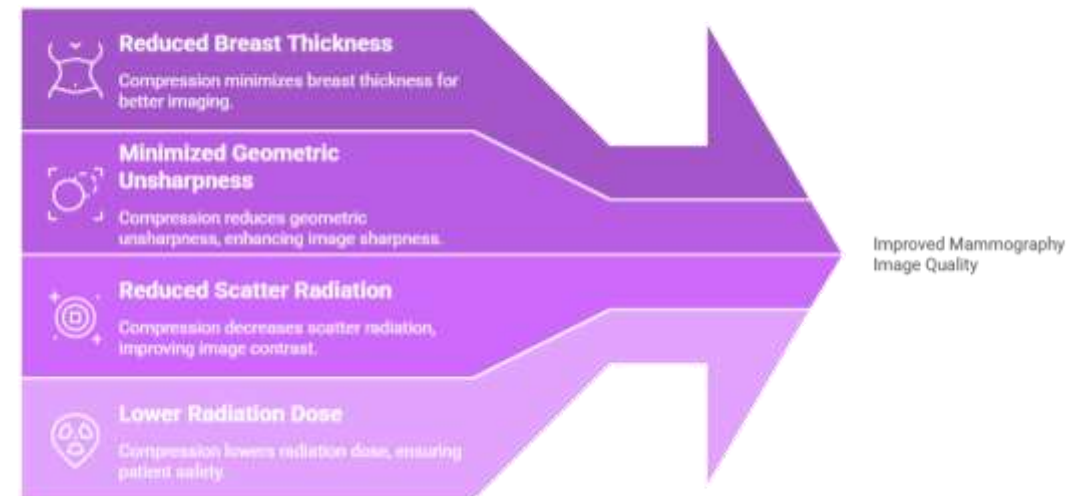 Reduced Breast Thickness
Compression minimizes breast thickness for
better imaging.
Minimized Geometric
Unsharpness
Compression reduces geometric
unsharpness, enhancing image sharpness.
Reduced Scatter Radiation
Compression decreases scatter radiation,
improving image contrast.
Lower Radiation Dose
Compression lowers radiation dose, ensuring
patient safety.
Improved Mammography
Image Quality